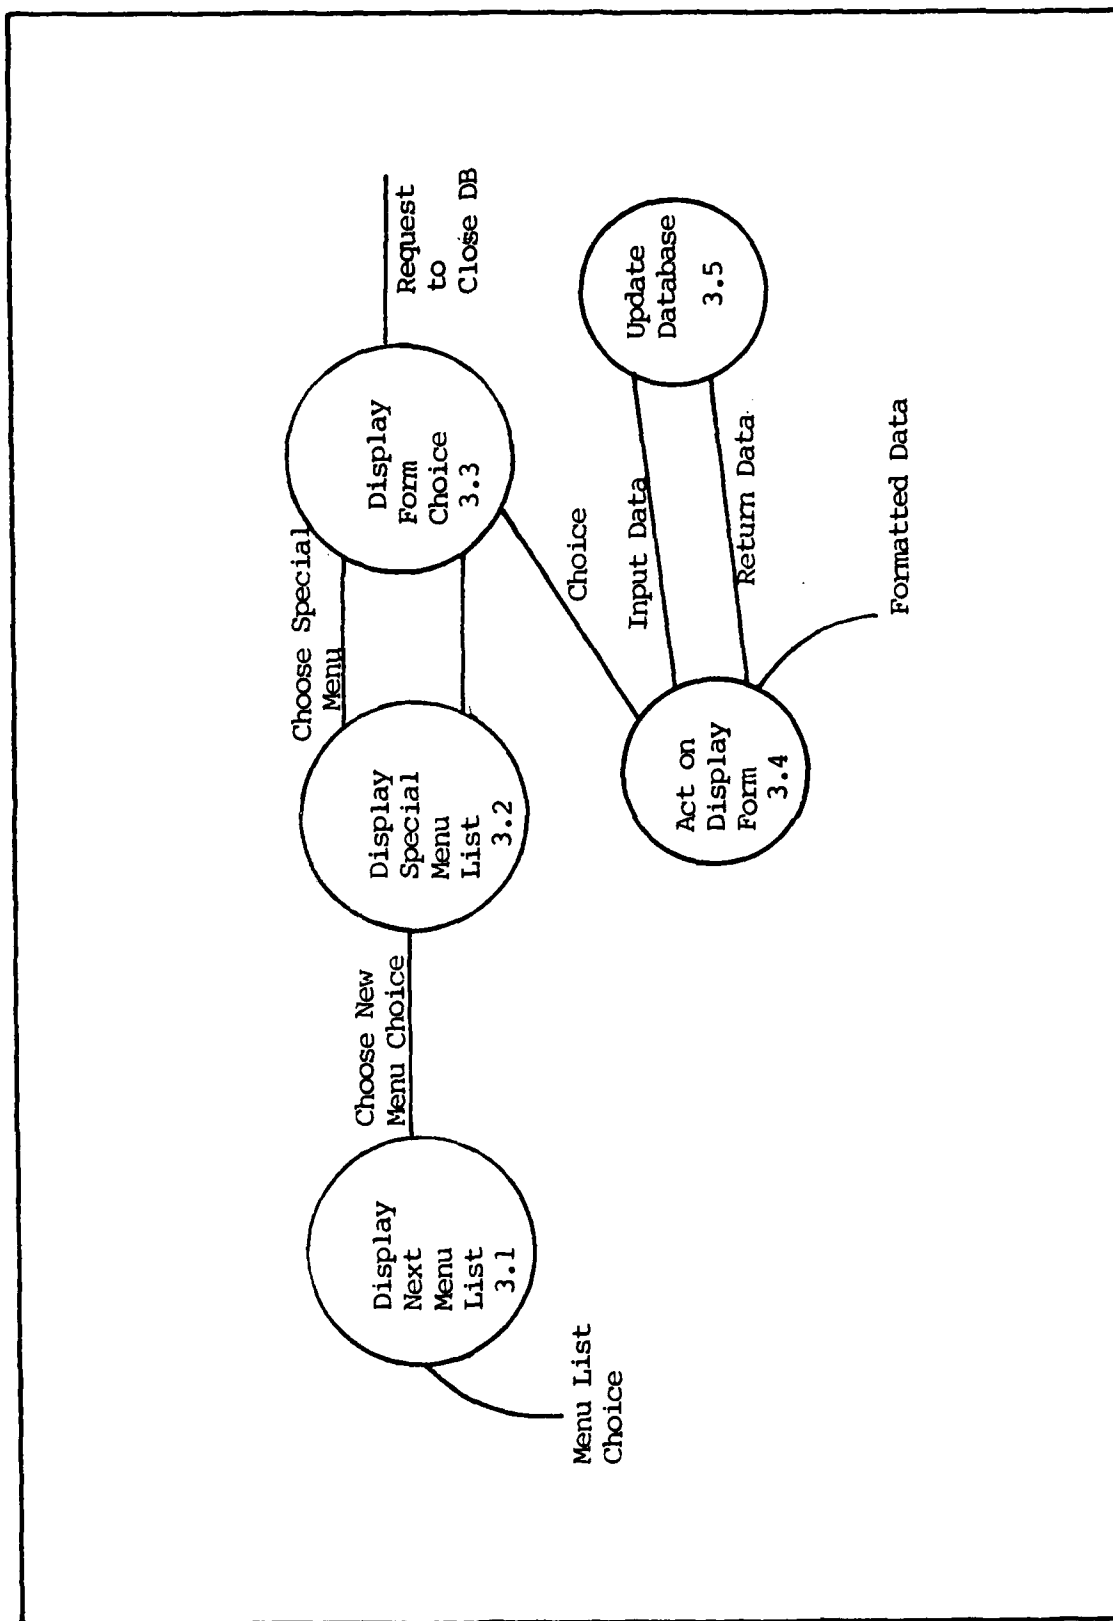 Choose Special
Menu
Request
to
Close DB
Choose New
Menu Choice
Display
Next
Menu
List
3.1
Display
Special
Menu
List
3.2
Display
Form
Choice
3.3
Menu List
Choice
Choice
Update
Database
3.5
Input Data
Act on
Display
Form
3.4
Return Data
Formatted Data